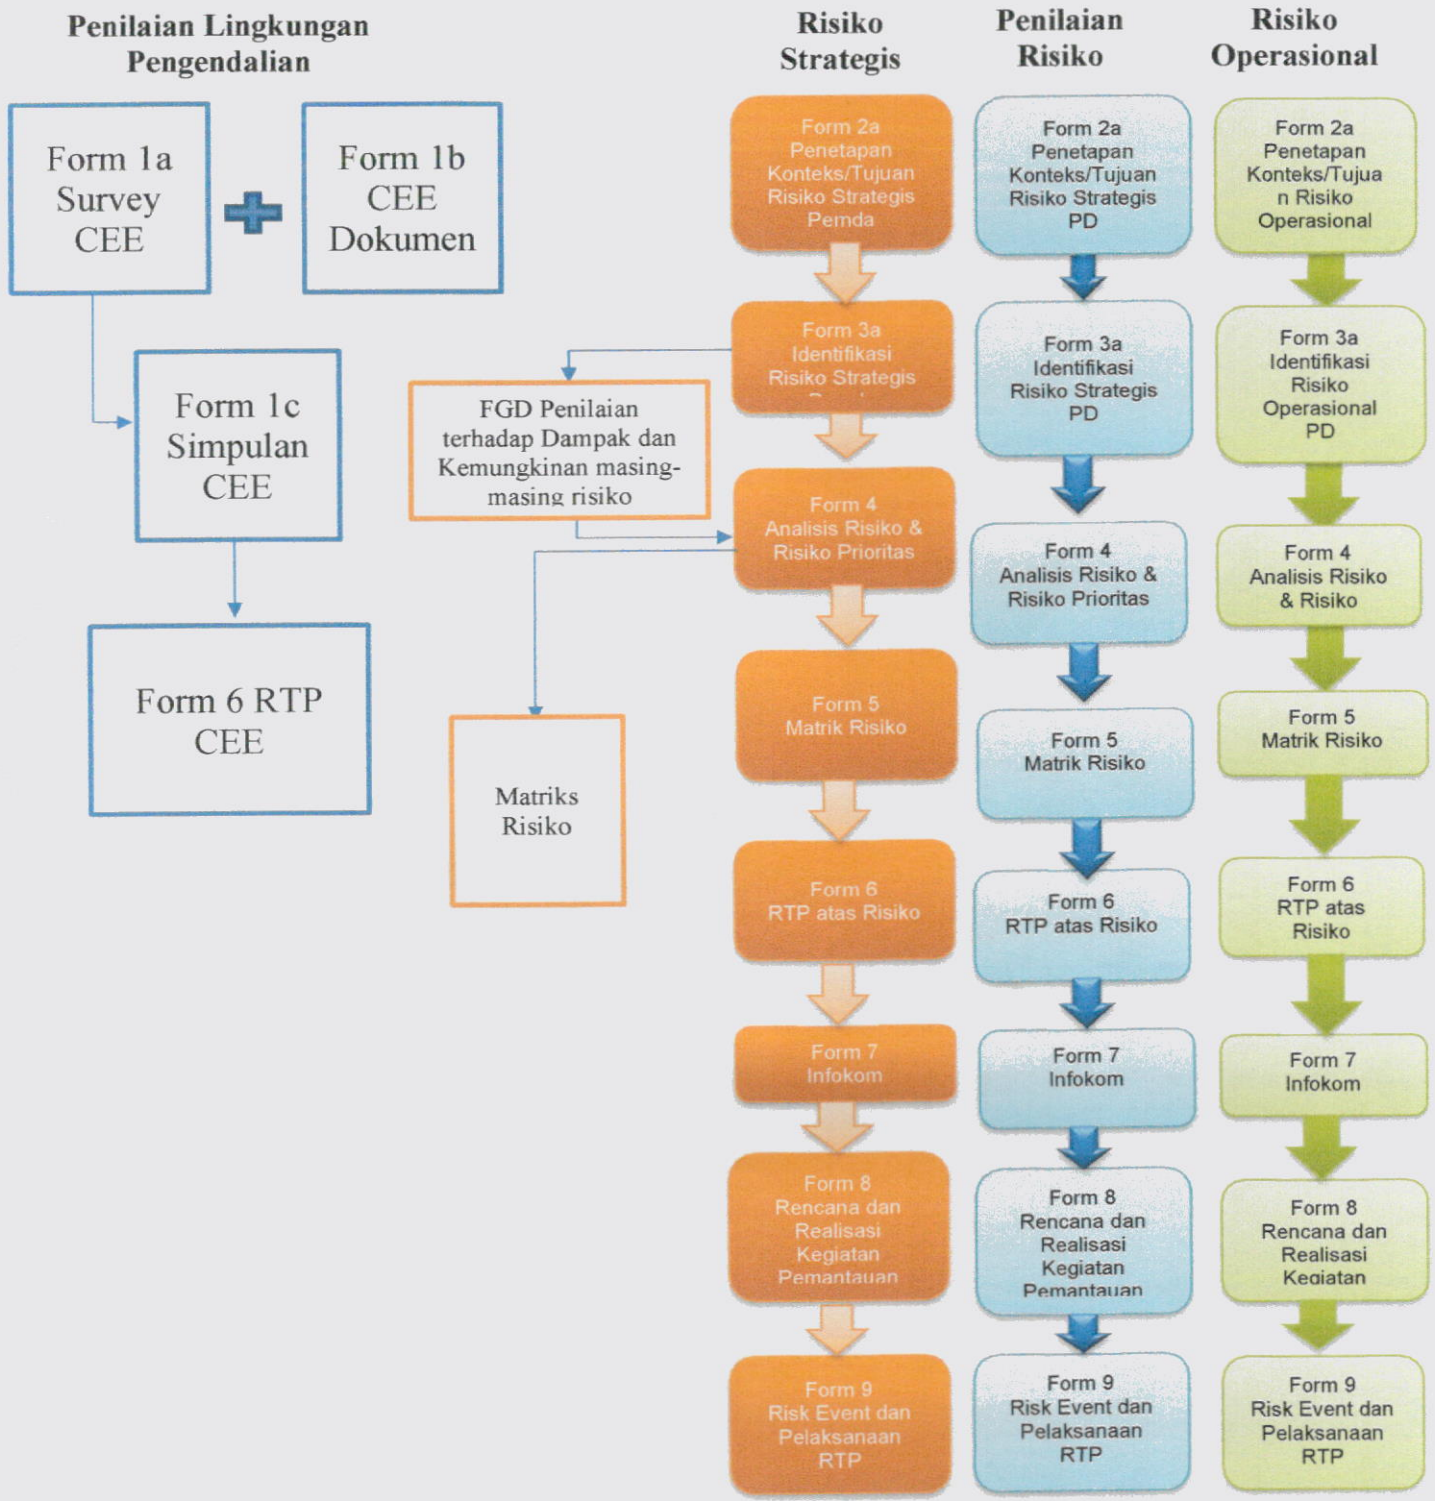 Penilaian Lingkungan
Pengendalian
Form 1a
Survey
CEE
Form 1b
CEE
Dokumen
Form 1c
Simpulan
CEE
Form 6 RTP
CEE
FGD Penilaian
terhadap Dampak dan
Kemungkinan masing-
masing risiko
Matriks
Risiko
Risiko
Strategis
Form 2a
Penetapan
Konteks/Tujuan
Risiko Strategis
Pemda
Form 3a
Identifikasi
Risiko Strategis
Form 4
Analisis Risiko &
Risiko Prioritas
Form 5
Matrik Risiko
Form 6
RTP atas Risiko
Form 7
Infokom
Form 8
Rencana dan
Realisasi
Kegiatan
Pemantauan
Form 9
Risk Event dan
Pelaksanaan
RTP
Penilaian
Risiko
Form 2a
Penetapan
Konteks/Tujuan
Risiko Strategis
PD
Form 3a
Identifikasi
Risiko Strategis
PD
Form 4
Analisis Risiko &
Risiko Prioritas
Form 5
Matrik Risiko
Form 6
RTP atas Risiko
Form 7
Infokom
Form 8
Rencana dan
Realisasi
Kegiatan
Pemantauan
Form 9
Risk Event dan
Pelaksanaan
RTP
Risiko
Operasional
Form 2a
Penetapan
Konteks/Tujua
n Risiko
Operasional
Form 3a
Identifikasi
Risiko
Operasional
PD
Form 4
Analisis Risiko
& Risiko
Form 5
Matrik Risiko
Form 6
RTP atas
Risiko
Form 7
Infokom
Form 8
Rencana dan
Realisasi
Kegiatan
Form 9
Risk Event dan
Pelaksanaan
RTP